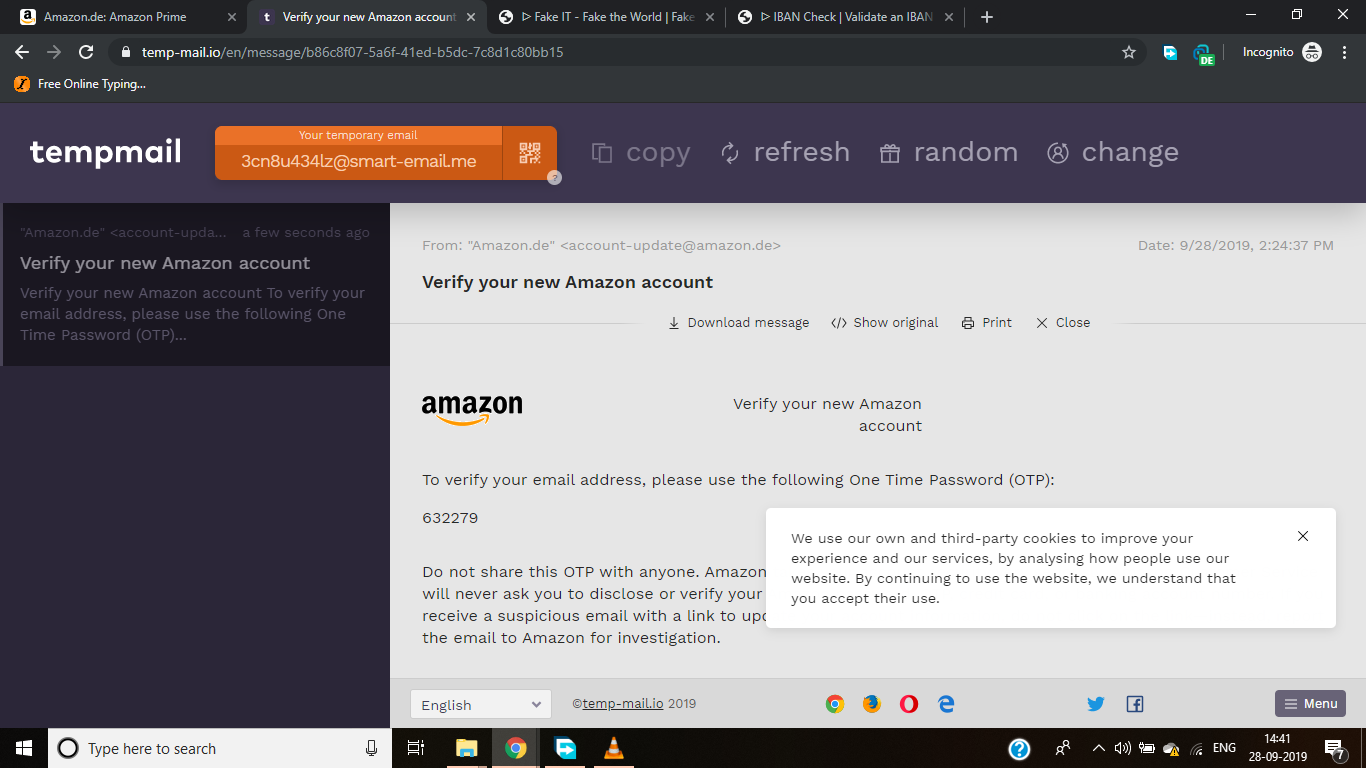 Amazon.de: Amazon Prime
Verify your new Amazon account
ᐅ Fake IT - Fake the World | Fake
ᐅ IBAN Check | Validate an IBAN
temp-mail.io/en/message/b86c8f07-5a6f-41ed-b5dc-7c8d1c80bb15
DE
Incognito
Free Online Typing...
tempmail
Your temporary email
3cn8u434lz@smart-email.me
?
copy
refresh
random
change
"Amazon.de" <account-upda... a few seconds ago
Verify your new Amazon account
Verify your new Amazon account To verify your
email address, please use the following One
Time Password (OTP)...
From: "Amazon.de" <account-update@amazon.de>
Date: 9/28/2019, 2:24:37 PM
Verify your new Amazon account
Download message
Show original
Print
Close
amazon
Verify your new Amazon
account
To verify your email address, please use the following One Time Password (OTP):
632279
Do not share this OTP with anyone. Amazon
will never ask you to disclose or verify your
receive a suspicious email with a link to upd
the email to Amazon for investigation.
We use our own and third-party cookies to improve your
experience and our services, by analysing how people use our
website. By continuing to use the website, we understand that
you accept their use.
English
©temp-mail.io 2019
Menu
Type here to search
ENG
14:41
28-09-2019
7